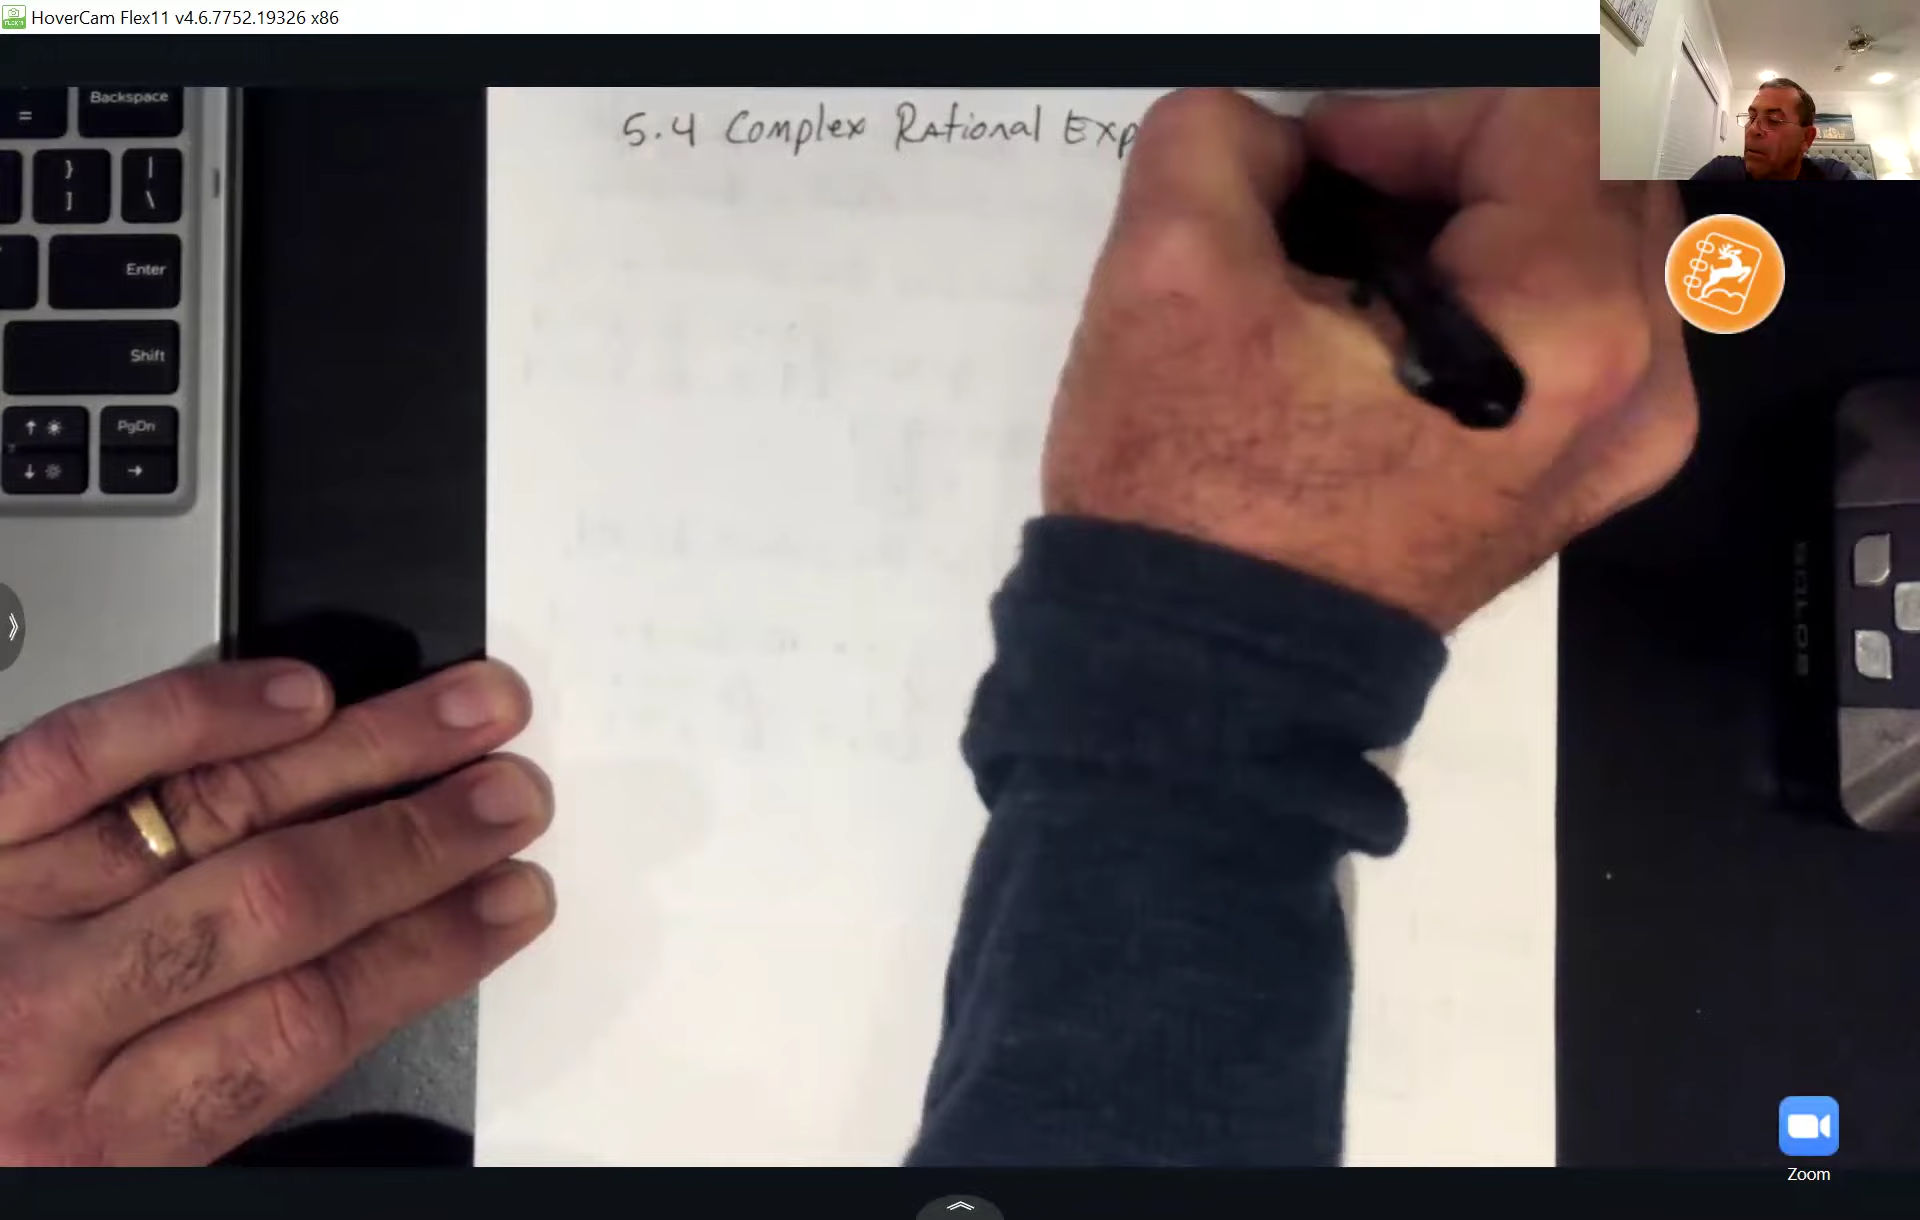 HoverCam Flex11 v4.6.7752.19326 x86
5.4 Complex Rational Exp
=
Backspace
}
]
|
\
Enter
Shift
PgDn
Zoom